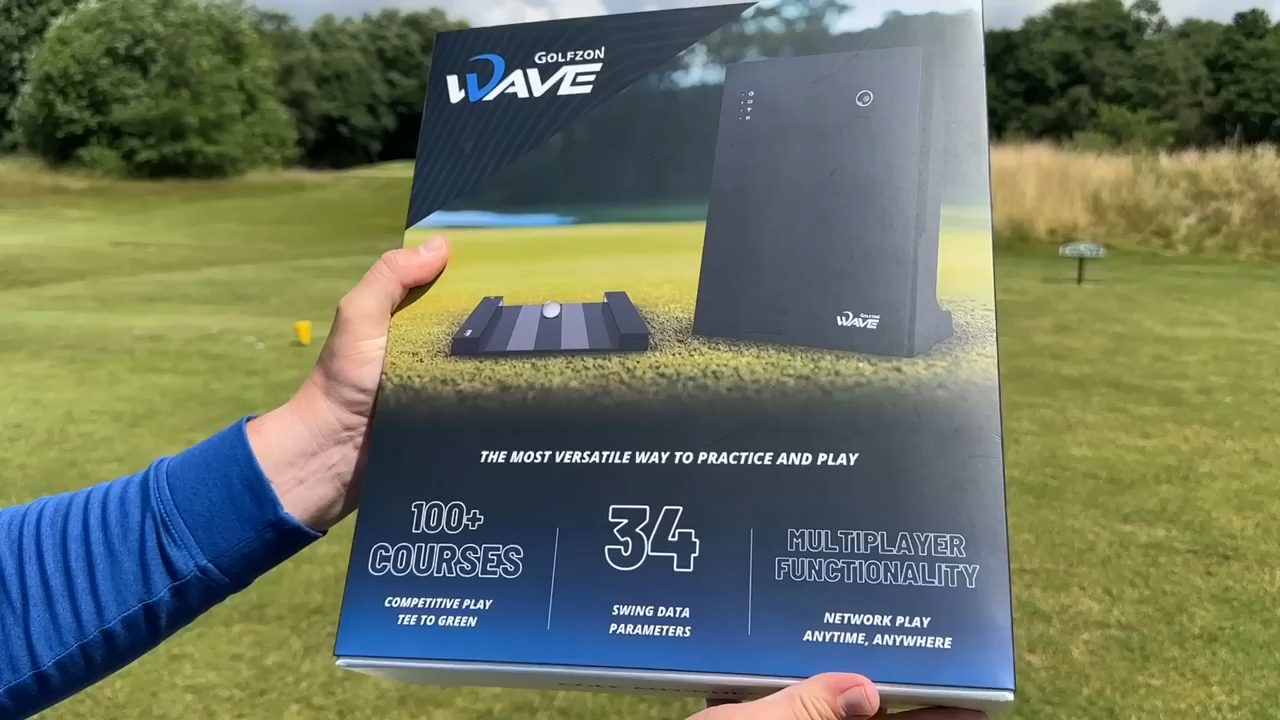 GOLFZON
WAVE
GOLFZON
WAVE
THE MOST VERSATILE WAY TO PRACTICE AND PLAY
100+
COURSES
COMPETITIVE PLAY
TEE TO GREEN
34
SWING DATA
PARAMETERS
MULTIPLAYER
FUNCTIONALITY
NETWORK PLAY
ANYTIME, ANYWHERE